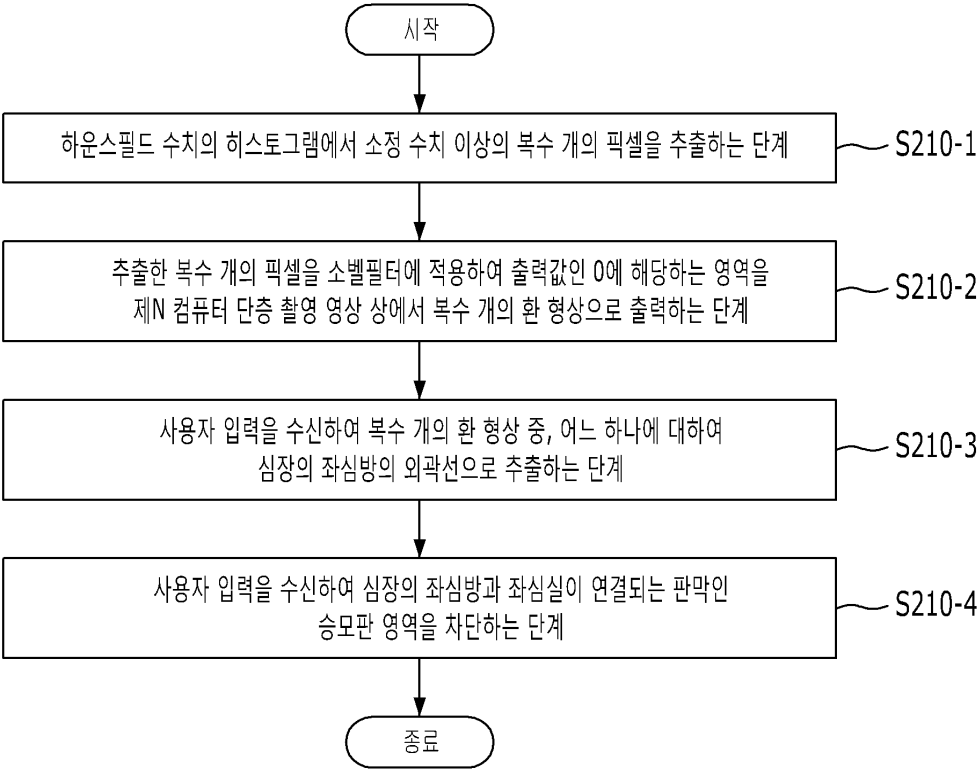 시작
하운스필드 수치의 히스토그램에서 소정 수치 이상의 복수 개의 픽셀을 추출하는 단계
S210-1
추출한 복수 개의 픽셀을 소벨필터에 적용하여 출력값인 0에 해당하는 영역을
제N 컴퓨터 단층 촬영 영상 상에서 복수 개의 환 형상으로 출력하는 단계
S210-2
사용자 입력을 수신하여 복수 개의 환 형상 중, 어느 하나에 대하여
심장의 좌심방의 외곽선으로 추출하는 단계
S210-3
사용자 입력을 수신하여 심장의 좌심방과 좌심실이 연결되는 판막인
승모판 영역을 차단하는 단계
S210-4
종료